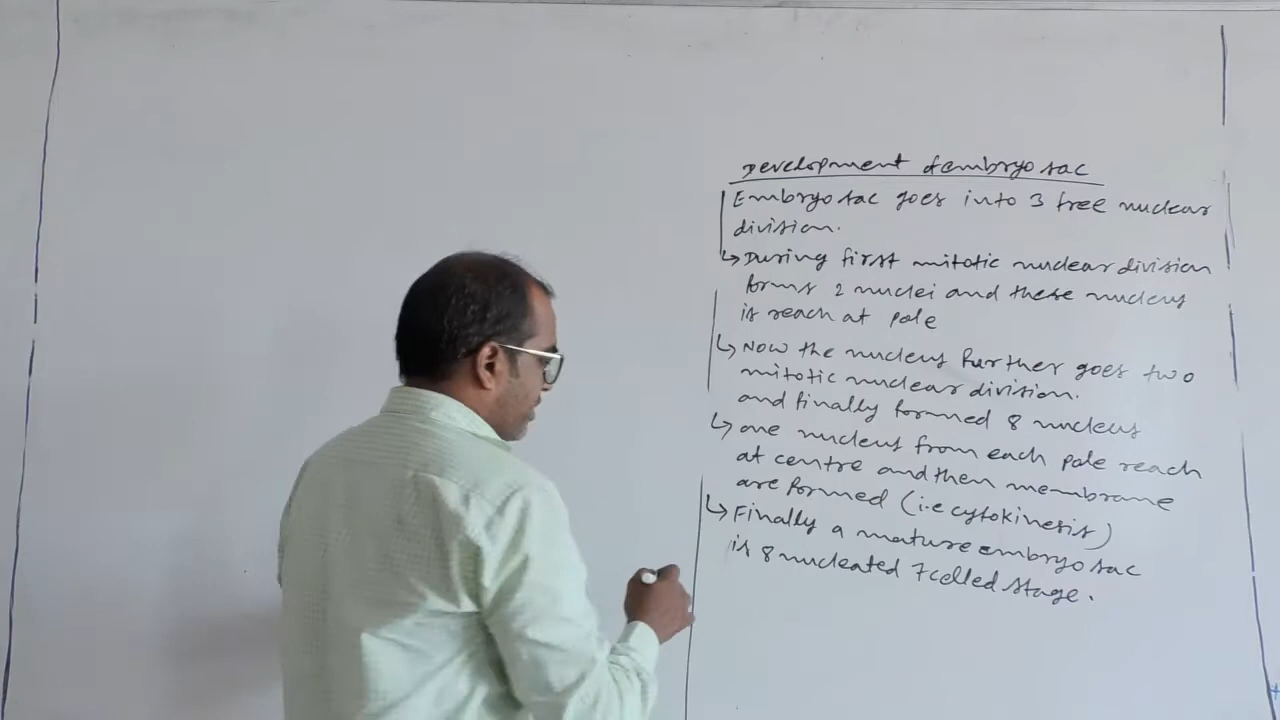 Development of embryo sac
Embryo sac goes into 3 free nuclear
division.
↳ During first mitotic nuclear division
forms 2 nuclei and these nucleus
is reach at pole
↳ Now the nucleus further goes two
mitotic nuclear division.
and finally formed 8 nucleus
↳ one nucleus from each pole reach
at centre and then membrane
are formed (i.e cytokinesis)
↳ Finally a mature embryo sac
is 8 nucleated 7 celled stage.